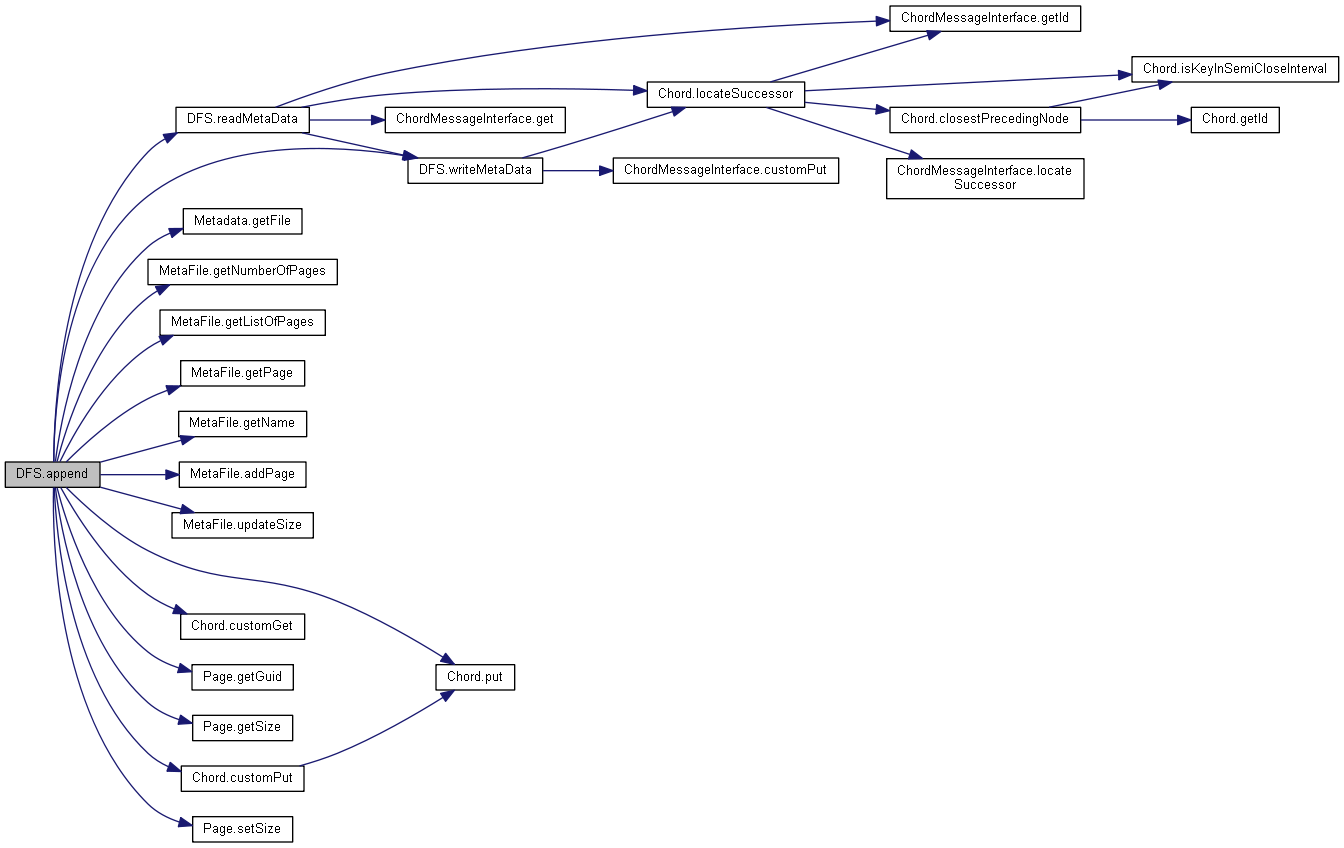 ChordMessageInterface.getId
Chord.isKeyInSemiCloseInterval
Chord.locateSuccessor
DFS.readMetaData
ChordMessageInterface.get
Chord.closestPrecedingNode
Chord.getId
DFS.writeMetaData
ChordMessageInterface.customPut
ChordMessageInterface.locate
Successor
Metadata.getFile
MetaFile.getNumberOfPages
MetaFile.getListOfPages
MetaFile.getPage
MetaFile.getName
DFS.append
MetaFile.addPage
MetaFile.updateSize
Chord.customGet
Page.getGuid
Chord.put
Page.getSize
Chord.customPut
Page.setSize